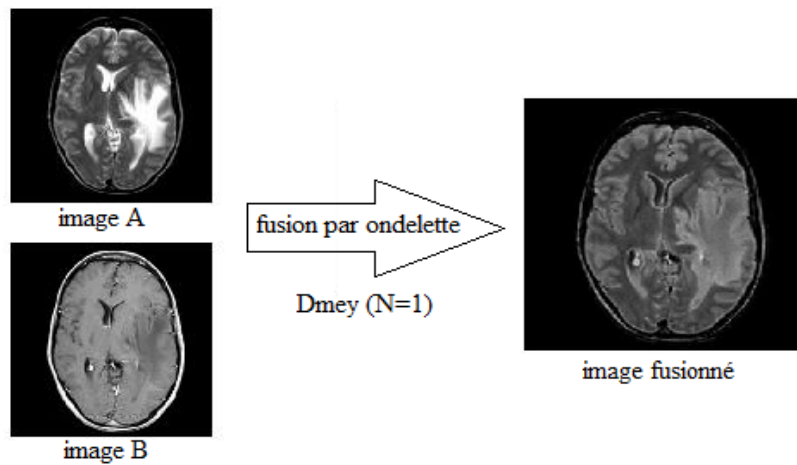 image A
fusion par ondelette
Dmey (N=1)
image fusionné
image B